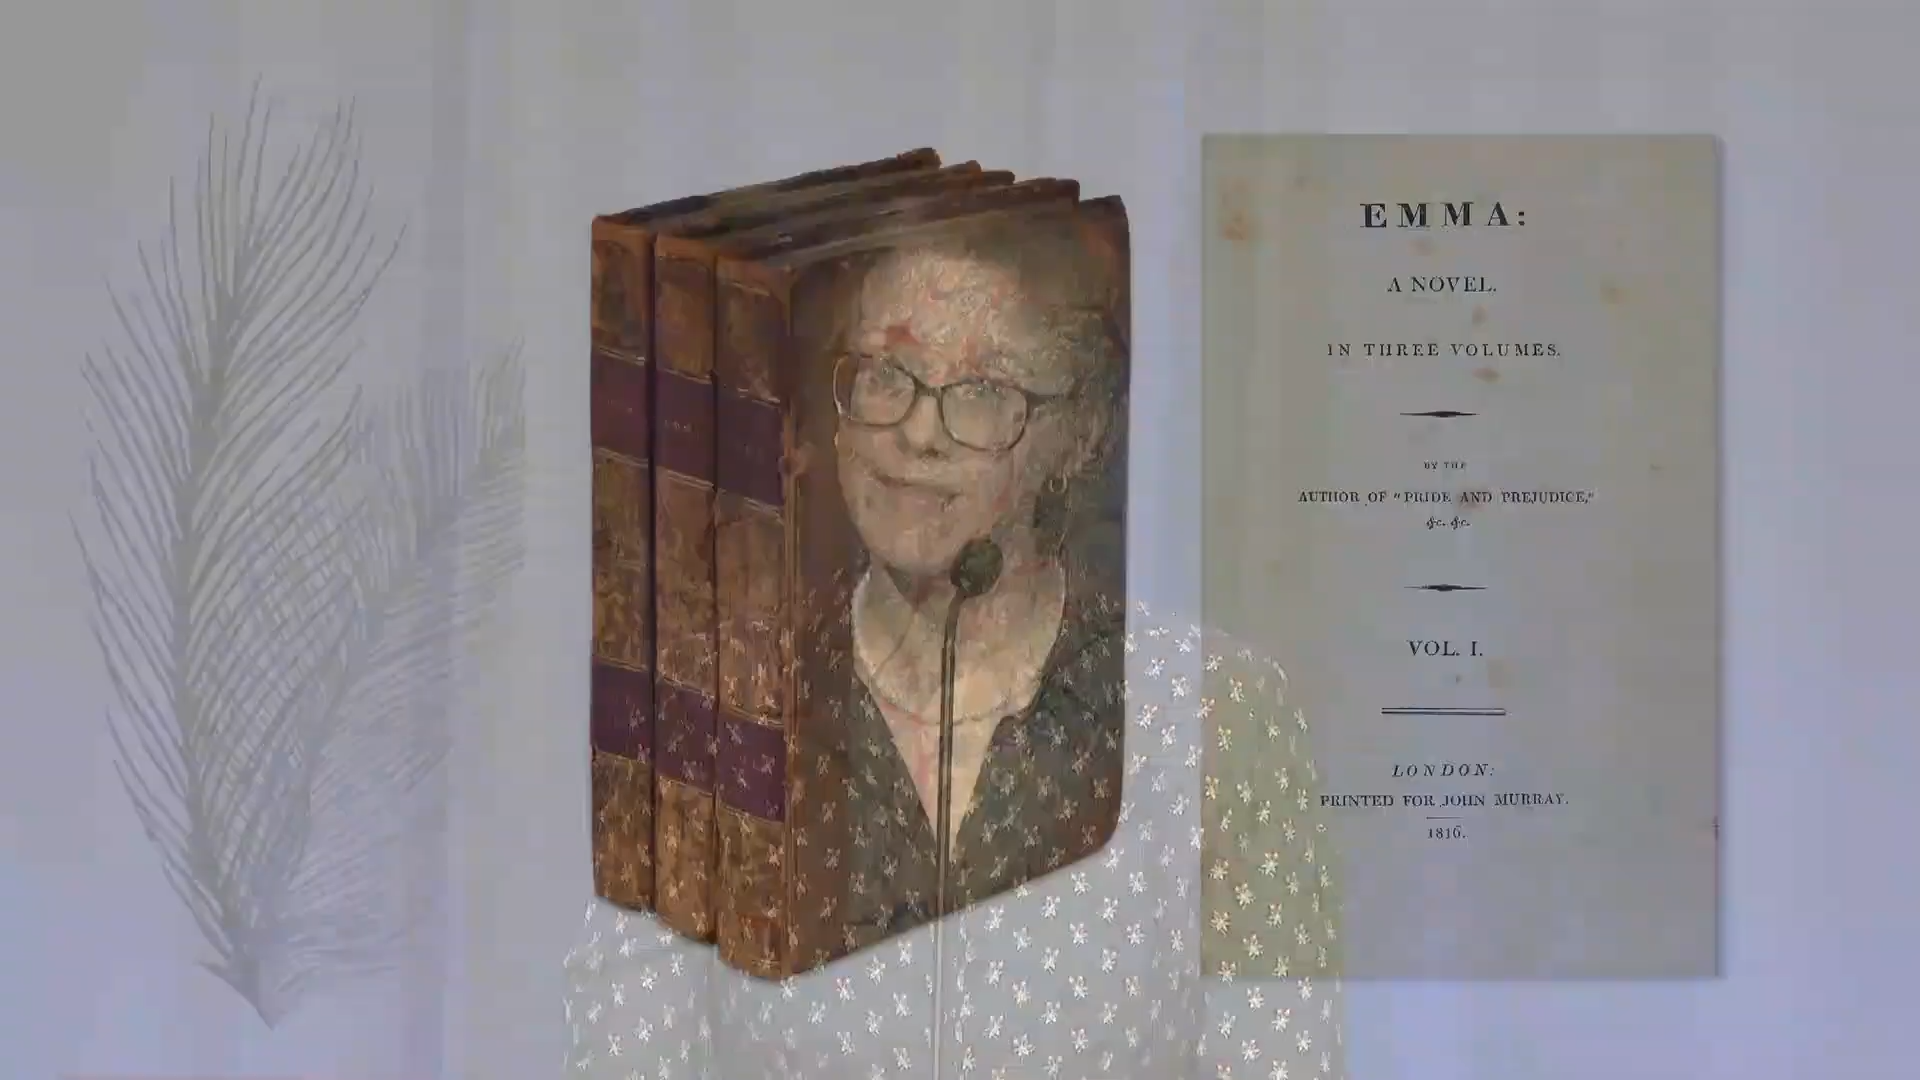 EMMA:
A NOVEL.
IN THREE VOLUMES.
BY THE
AUTHOR OF "PRIDE AND PREJUDICE,"
&c. &c.
VOL. I.
LONDON:
PRINTED FOR JOHN MURRAY.
1816.